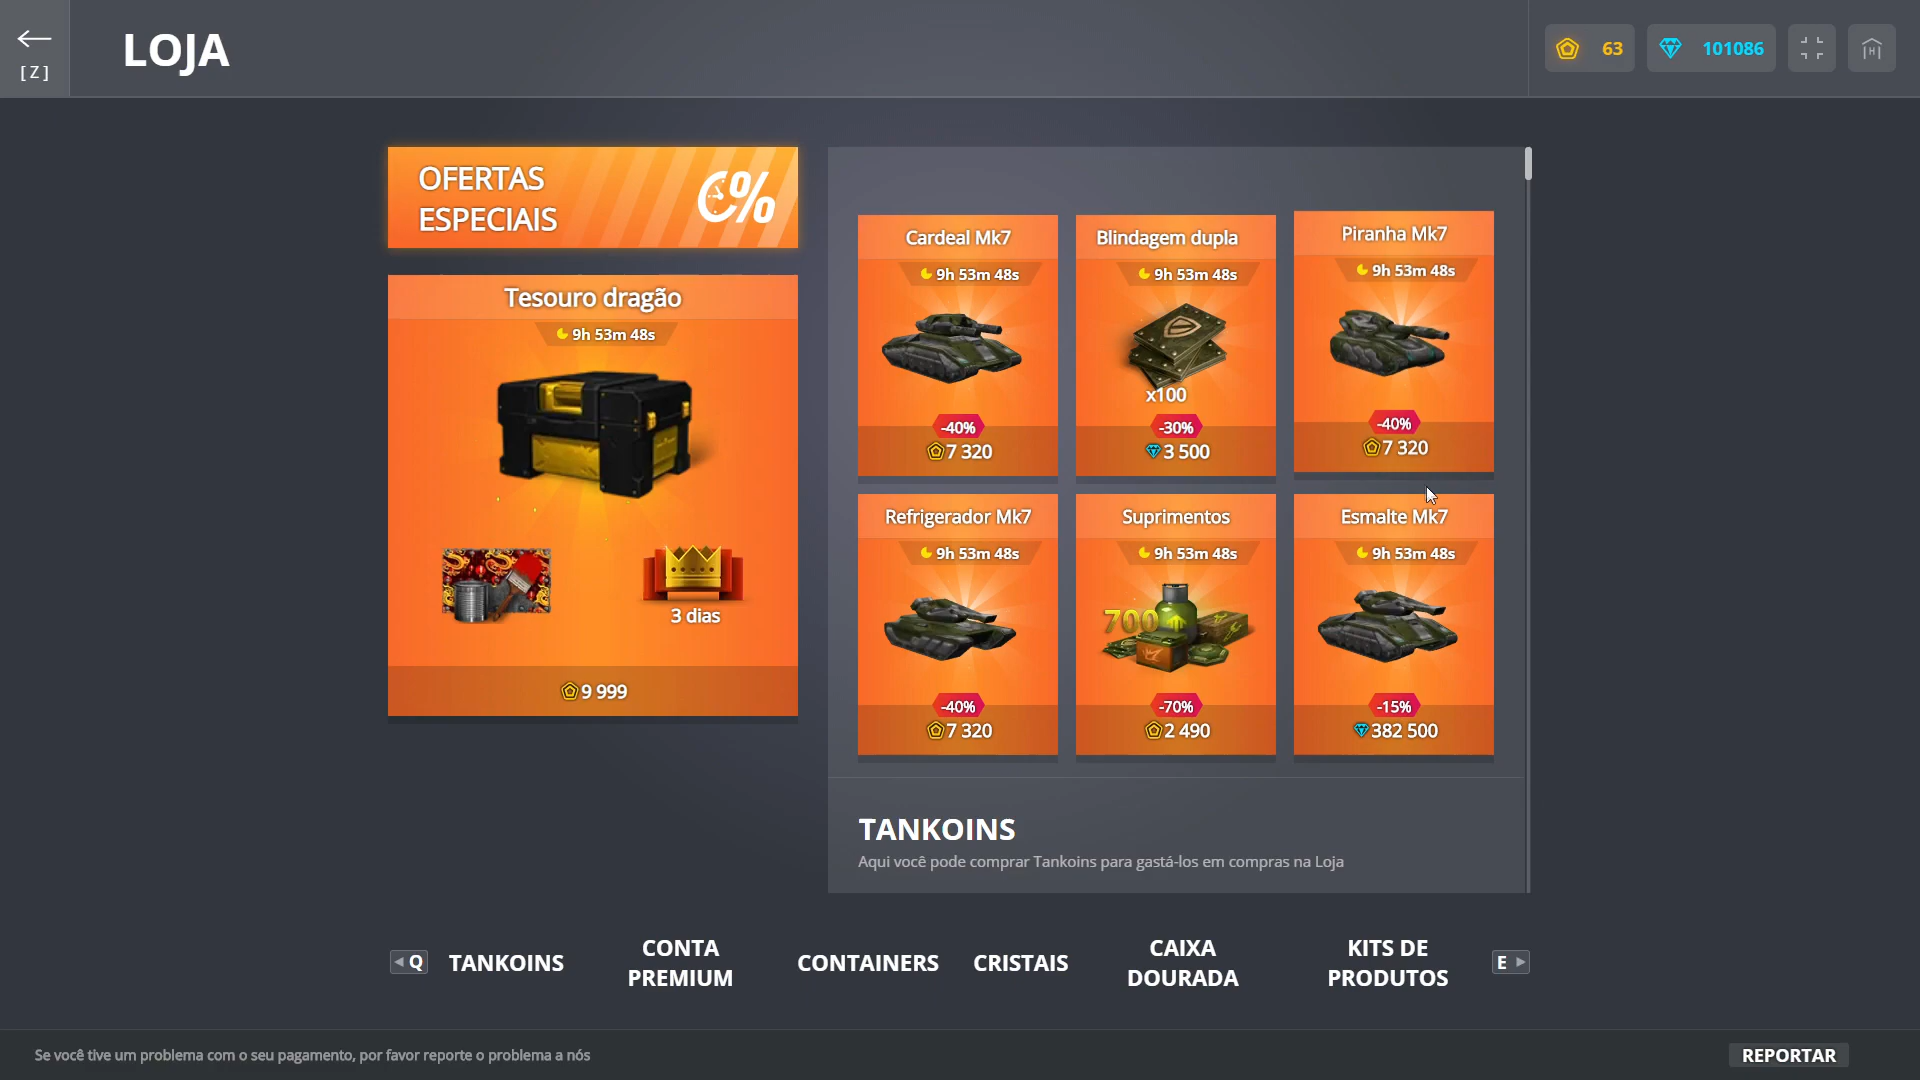 LOJA
[ Z ]
63
101086
OFERTAS
ESPECIAIS
%
Tesouro dragão
9h 53m 48s
3 dias
9 999
Cardeal Mk7
9h 53m 48s
-40%
7 320
Blindagem dupla
9h 53m 48s
x100
-30%
3 500
Piranha Mk7
9h 53m 48s
-40%
7 320
Refrigerador Mk7
9h 53m 48s
-40%
7 320
Suprimentos
9h 53m 48s
700
-70%
2 490
Esmalte Mk7
9h 53m 48s
-15%
382 500
TANKOINS
Aqui você pode comprar Tankoins para gastá-los em compras na Loja
Q
TANKOINS
CONTA
PREMIUM
CONTAINERS
CRISTAIS
CAIXA
DOURADA
KITS DE
PRODUTOS
E
Se você tive um problema com o seu pagamento, por favor reporte o problema a nós
REPORTAR